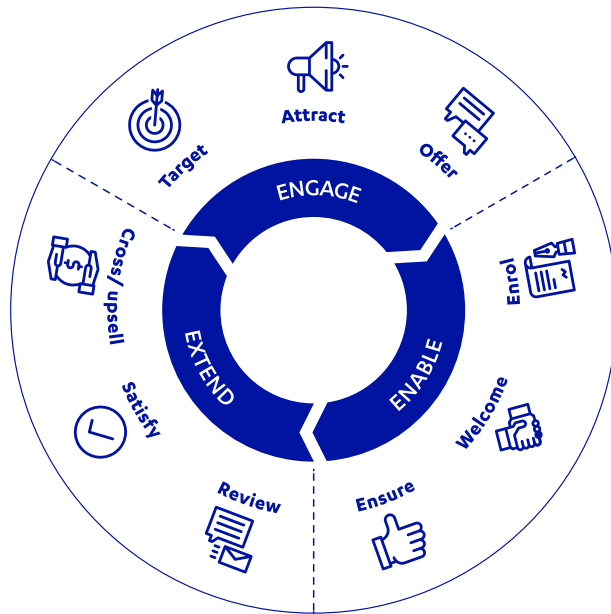 Attract
Target
Offer
ENGAGE
Cross/ upsell
Enrol
EXTEND
ENABLE
Satisfy
Welcome
Review
Ensure
$